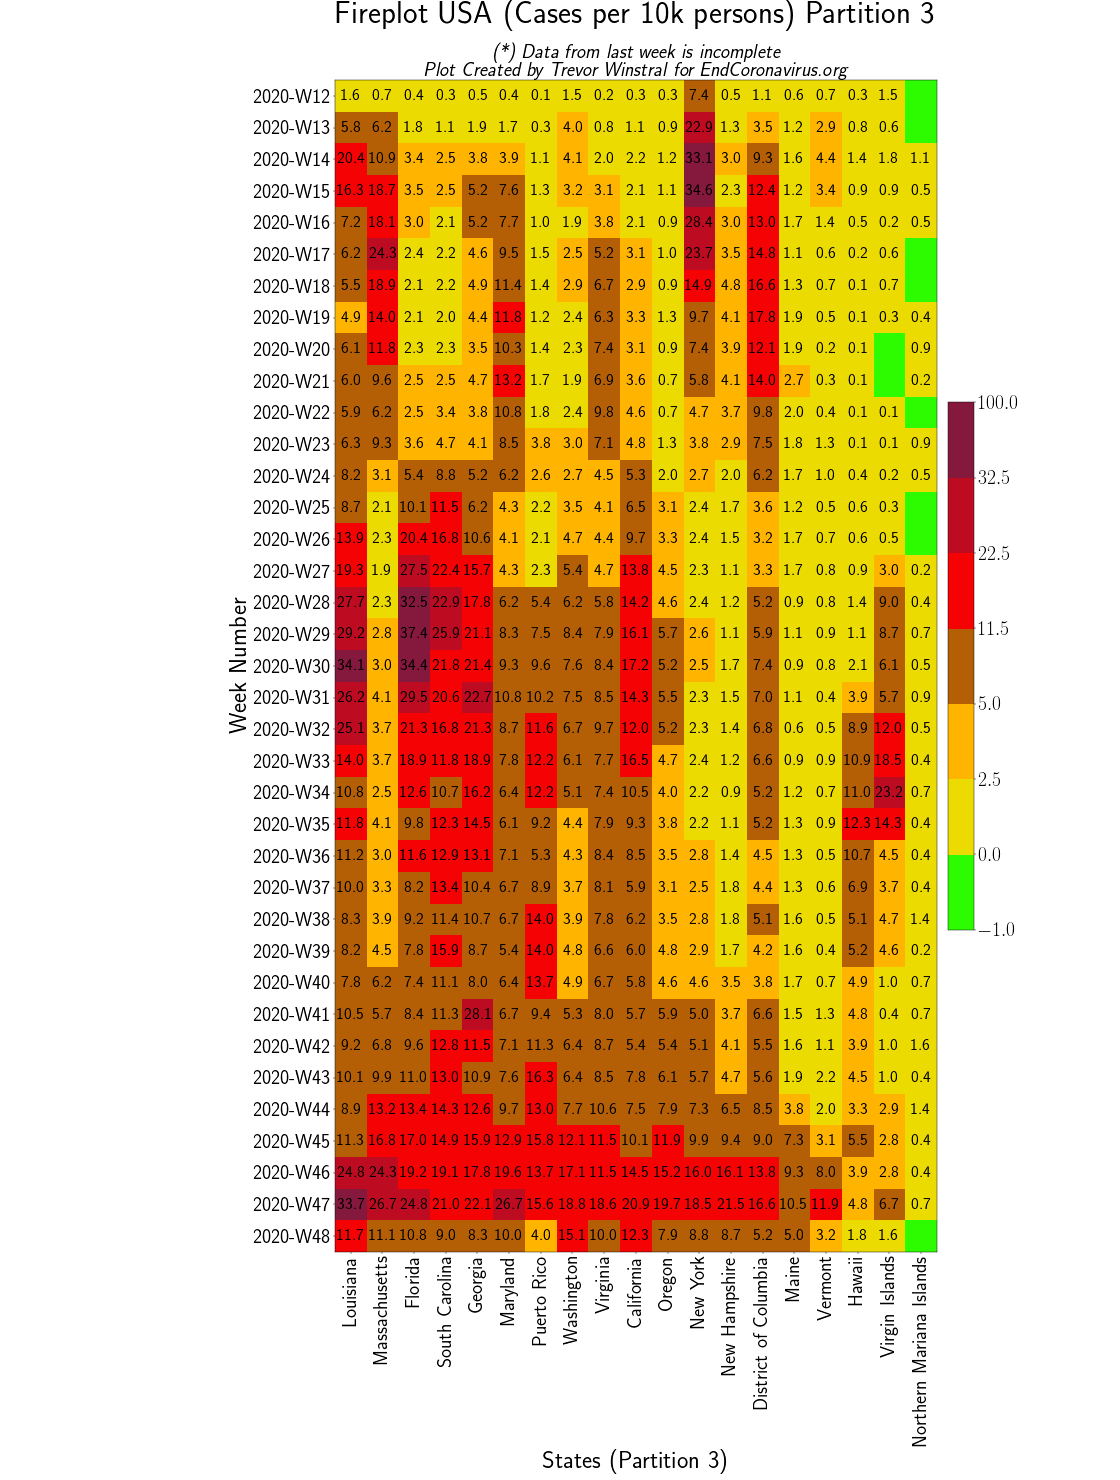 Fireplot USA (Cases per 10k persons) Partition 3
(*) Data from last week is incomplete
Plot Created by Trevor Winstral for EndCoronavirus.org
2020-W12 1.6 0.7 0.4 0.3 0.5 0.4 0.1 1.5 0.2 0.3 0.3 7.4 0.5 1.1 0.6 0.7 0.3 1.5
2020-W13 5.8 6.2 1.8 1.1 1.9 1.7 0.3 4.0 0.8 1.1 0.9 22.9 1.3 3.5 1.2 2.9 0.8 0.6
2020-W14 20.4 10.9 3.4 2.5 3.8 3.9 1.1 4.1 2.0 2.2 1.2 33.1 3.0 9.3 1.6 4.4 1.4 1.8 1.1
2020-W15 16.3 18.7 3.5 2.5 5.2 7.6 1.3 3.2 3.1 2.1 1.1 34.6 2.3 12.4 1.2 3.4 0.9 0.9 0.5
2020-W16 7.2 18.1 3.0 2.1 5.2 7.7 1.0 1.9 3.8 2.1 0.9 28.4 3.0 13.0 1.7 1.4 0.5 0.2 0.5
2020-W17 6.2 24.3 2.4 2.2 4.6 9.5 1.5 2.5 5.2 3.1 1.0 23.7 3.5 14.8 1.1 0.6 0.2 0.6
2020-W18 5.5 18.9 2.1 2.2 4.9 11.4 1.4 2.9 6.7 2.9 0.9 14.9 4.8 16.6 1.3 0.7 0.1 0.7
2020-W19 4.9 14.0 2.1 2.0 4.4 11.8 1.2 2.4 6.3 3.3 1.3 9.7 4.1 17.8 1.9 0.5 0.1 0.3 0.4
2020-W20 6.1 11.8 2.3 2.3 3.5 10.3 1.4 2.3 7.4 3.1 0.9 7.4 3.9 12.1 1.9 0.2 0.1 0.9
2020-W21 6.0 9.6 2.5 2.5 4.7 13.2 1.7 1.9 6.9 3.6 0.7 5.8 4.1 14.0 2.7 0.3 0.1 0.2
2020-W22 5.9 6.2 2.5 3.4 3.8 10.8 1.8 2.4 9.8 4.6 0.7 4.7 3.7 9.8 2.0 0.4 0.1 0.1
2020-W23 6.3 9.3 3.6 4.7 4.1 8.5 3.8 3.0 7.1 4.8 1.3 3.8 2.9 7.5 1.8 1.3 0.1 0.1 0.9
2020-W24 8.2 3.1 5.4 8.8 5.2 6.2 2.6 2.7 4.5 5.3 2.0 2.7 2.0 6.2 1.7 1.0 0.4 0.2 0.5
2020-W25 8.7 2.1 10.1 11.5 6.2 4.3 2.2 3.5 4.1 6.5 3.1 2.4 1.7 3.6 1.2 0.5 0.6 0.3
2020-W26 13.9 2.3 20.4 16.8 10.6 4.1 2.1 4.7 4.4 9.7 3.3 2.4 1.5 3.2 1.7 0.7 0.6 0.5
2020-W27 19.3 1.9 27.5 22.4 15.7 4.3 2.3 5.4 4.7 13.8 4.5 2.3 1.1 3.3 1.7 0.8 0.9 3.0 0.2
2020-W28 27.7 2.3 32.5 22.9 17.8 6.2 5.4 6.2 5.8 14.2 4.6 2.4 1.2 5.2 0.9 0.8 1.4 9.0 0.4
2020-W29 29.2 2.8 37.4 25.9 21.1 8.3 7.5 8.4 7.9 16.1 5.7 2.6 1.1 5.9 1.1 0.9 1.1 8.7 0.7
2020-W30 34.1 3.0 34.4 21.8 21.4 9.3 9.6 7.6 8.4 17.2 5.2 2.5 1.7 7.4 0.9 0.8 2.1 6.1 0.5
2020-W31 26.2 4.1 29.5 20.6 22.7 10.8 10.2 7.5 8.5 14.3 5.5 2.3 1.5 7.0 1.1 0.4 3.9 5.7 0.9
2020-W32 25.1 3.7 21.3 16.8 21.3 8.7 11.6 6.7 9.7 12.0 5.2 2.3 1.4 6.8 0.6 0.5 8.9 12.0 0.5
2020-W33 14.0 3.7 18.9 11.8 18.9 7.8 12.2 6.1 7.7 16.5 4.7 2.4 1.2 6.6 0.9 0.9 10.9 18.5 0.4
2020-W34 10.8 2.5 12.6 10.7 16.2 6.4 12.2 5.1 7.4 10.5 4.0 2.2 0.9 5.2 1.2 0.7 11.0 23.2 0.7
2020-W35 11.8 4.1 9.8 12.3 14.5 6.1 9.2 4.4 7.9 9.3 3.8 2.2 1.1 5.2 1.3 0.9 12.3 14.3 0.4
2020-W36 11.2 3.0 11.6 12.9 13.1 7.1 5.3 4.3 8.4 8.5 3.5 2.8 1.4 4.5 1.3 0.5 10.7 4.5 0.4
2020-W37 10.0 3.3 8.2 13.4 10.4 6.7 8.9 3.7 8.1 5.9 3.1 2.5 1.8 4.4 1.3 0.6 6.9 3.7 0.4
2020-W38 8.3 3.9 9.2 11.4 10.7 6.7 14.0 3.9 7.8 6.2 3.5 2.8 1.8 5.1 1.6 0.5 5.1 4.7 1.4
2020-W39 8.2 4.5 7.8 15.9 8.7 5.4 14.0 4.8 6.6 6.0 4.8 2.9 1.7 4.2 1.6 0.4 5.2 4.6 0.2
2020-W40 7.8 6.2 7.4 11.1 8.0 6.4 13.7 4.9 6.7 5.8 4.6 4.6 3.5 3.8 1.7 0.7 4.9 1.0 0.7
2020-W41 10.5 5.7 8.4 11.3 28.1 6.7 9.4 5.3 8.0 5.7 5.9 5.0 3.7 6.6 1.5 1.3 4.8 0.4 0.7
2020-W42 9.2 6.8 9.6 12.8 11.5 7.1 11.3 6.4 8.7 5.4 5.4 5.1 4.1 5.5 1.6 1.1 3.9 1.0 1.6
2020-W43 10.1 9.9 11.0 13.0 10.9 7.6 16.3 6.4 8.5 7.8 6.1 5.7 4.7 5.6 1.9 2.2 4.5 1.0 0.4
2020-W44 8.9 13.2 13.4 14.3 12.6 9.7 13.0 7.7 10.6 7.5 7.9 7.3 6.5 8.5 3.8 2.0 3.3 2.9 1.4
2020-W45 11.3 16.8 17.0 14.9 15.9 12.9 15.8 12.1 11.5 10.1 11.9 9.9 9.4 9.0 7.3 3.1 5.5 2.8 0.4
2020-W46 24.8 24.3 19.2 19.1 17.8 19.6 13.7 17.1 11.5 14.5 15.2 16.0 16.1 13.8 9.3 8.0 3.9 2.8 0.4
2020-W47 33.7 26.7 24.8 21.0 22.1 26.7 15.6 18.8 18.6 20.9 19.7 18.5 21.5 16.6 10.5 11.9 4.8 6.7 0.7
2020-W48 11.7 11.1 10.8 9.0 8.3 10.0 4.0 15.1 10.0 12.3 7.9 8.8 8.7 5.2 5.0 3.2 1.8 1.6
Week Number
Louisiana
Massachusetts
Florida
South Carolina
Georgia
Maryland
Puerto Rico
Washington
Virginia
California
Oregon
New York
New Hampshire
District of Columbia
Maine
Vermont
Hawaii
Virgin Islands
Northern Mariana Islands
States (Partition 3)
100.0
32.5
22.5
11.5
5.0
2.5
0.0
−1.0